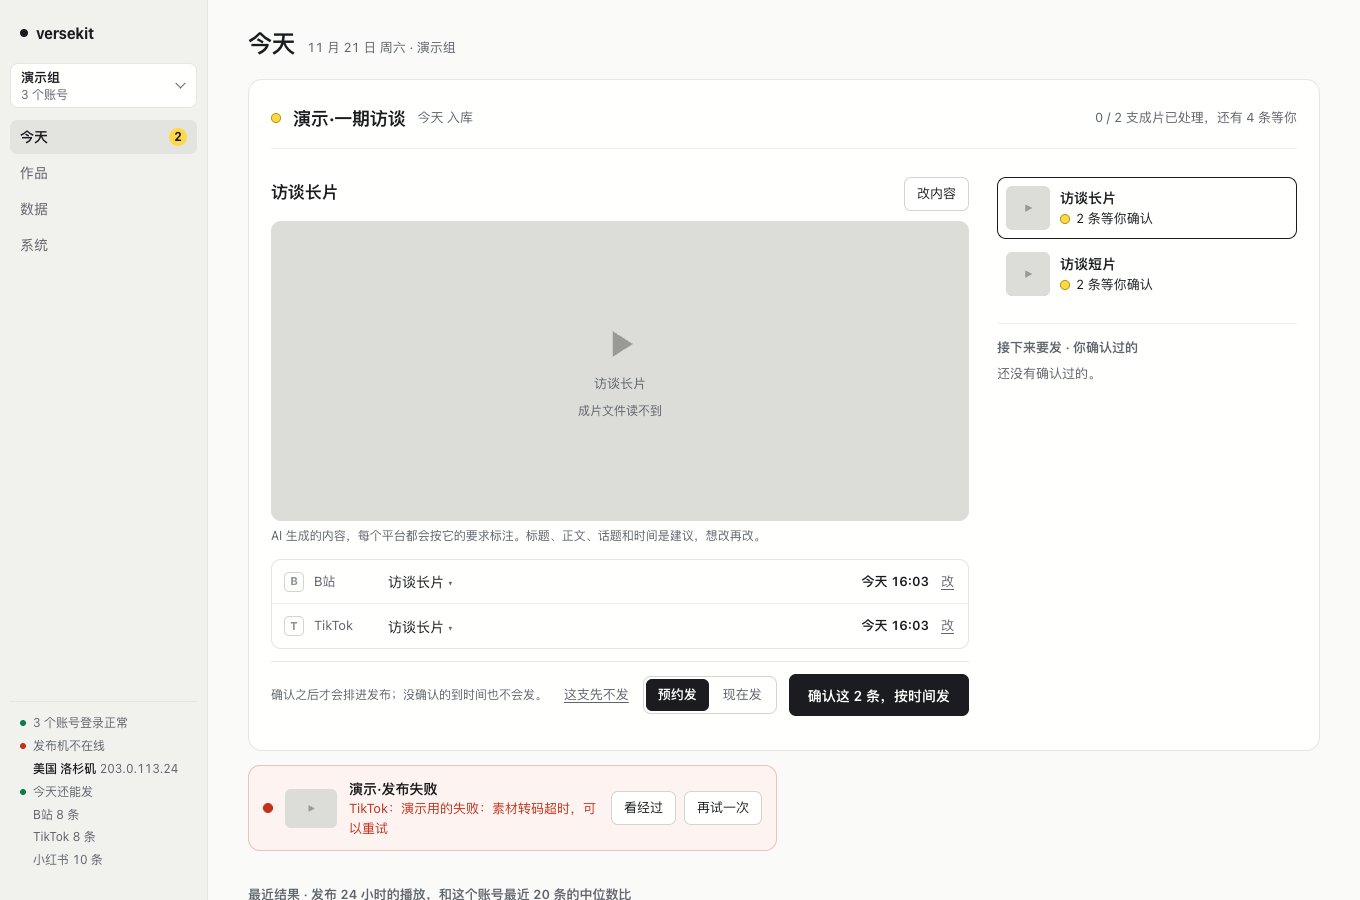 versekit
演示组
3 个账号
今天
2
作品
数据
系统
3 个账号登录正常
发布机不在线
美国 洛杉矶 203.0.113.24
今天还能发
B站 8 条
TikTok 8 条
小红书 10 条
今天 11 月 21 日 周六 · 演示组
演示·一期访谈 今天 入库
0 / 2 支成片已处理，还有 4 条等你
访谈长片
改内容
访谈长片
成片文件读不到
AI 生成的内容，每个平台都会按它的要求标注。标题、正文、话题和时间是建议，想改再改。
B B站 访谈长片 今天 16:03 改
T TikTok 访谈长片 今天 16:03 改
确认之后才会排进发布；没确认的到时间也不会发。 这支先不发 预约发 现在发 确认这 2 条，按时间发
访谈长片
2 条等你确认
访谈短片
2 条等你确认
接下来要发 · 你确认过的
还没有确认过的。
演示·发布失败
TikTok：演示用的失败：素材转码超时，可
以重试
看经过
再试一次
最近结果 · 发布 24 小时的播放，和这个账号最近 20 条的中位数比